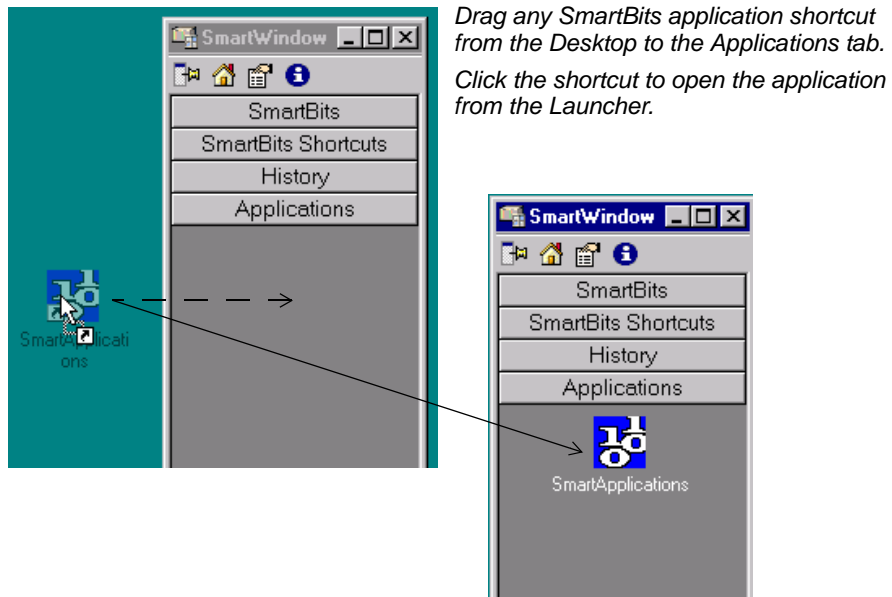 Drag any SmartBits application shortcut
from the Desktop to the Applications tab.
Click the shortcut to open the application
from the Launcher.
SmartWindow
SmartBits
SmartBits Shortcuts
History
Applications
SmartApplicati
ons
SmartWindow
SmartBits
SmartBits Shortcuts
History
Applications
SmartApplications